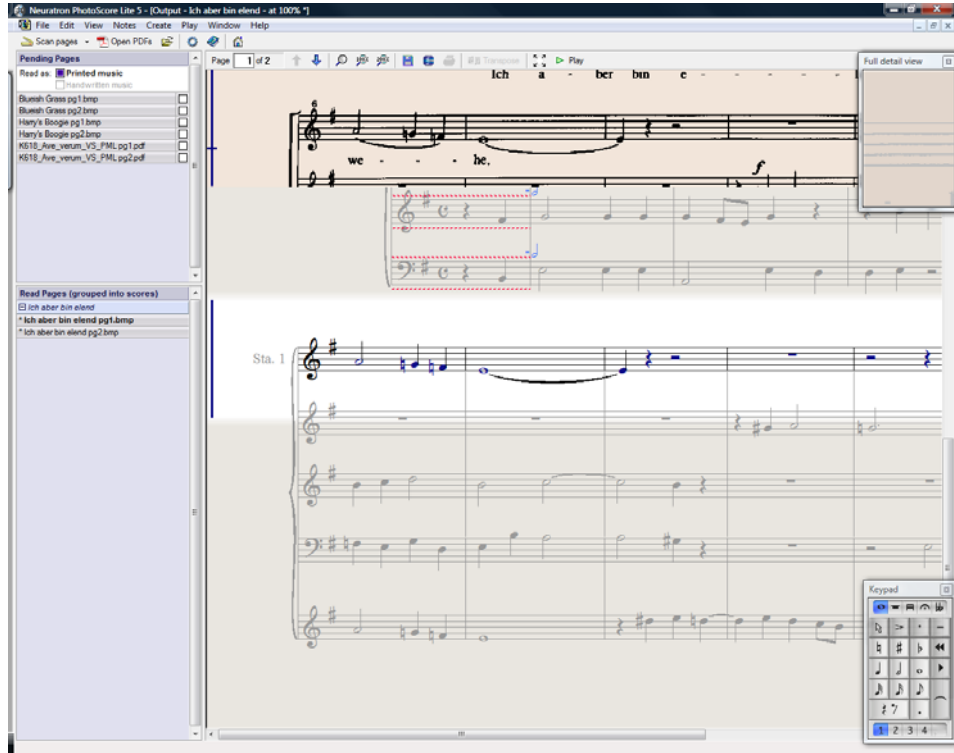 Neuratron PhotoScore Lite 5 - [Output - Ich aber bin elend - at 100% *]
File Edit View Notes Create Play Window Help
Scan pages Open PDFs
Pending Pages
Read as: Printed music
Handwritten music
Blueish Grass pg1.bmp
Blueish Grass pg2.bmp
Harry's Boogie pg1.bmp
Harry's Boogie pg2.bmp
K618_Ave_verum_VS_PML pg1.pdf
K618_Ave_verum_VS_PML pg2.pdf
Read Pages (grouped into scores)
Ich aber bin elend
* Ich aber bin elend pg1.bmp
* Ich aber bin elend pg2.bmp
Page 1 of 2 Transpose Play
Ich a - ber bin e - - -
6
we - - - he,
f
Sta. 1
Full detail view
Keypad
1 2 3 4